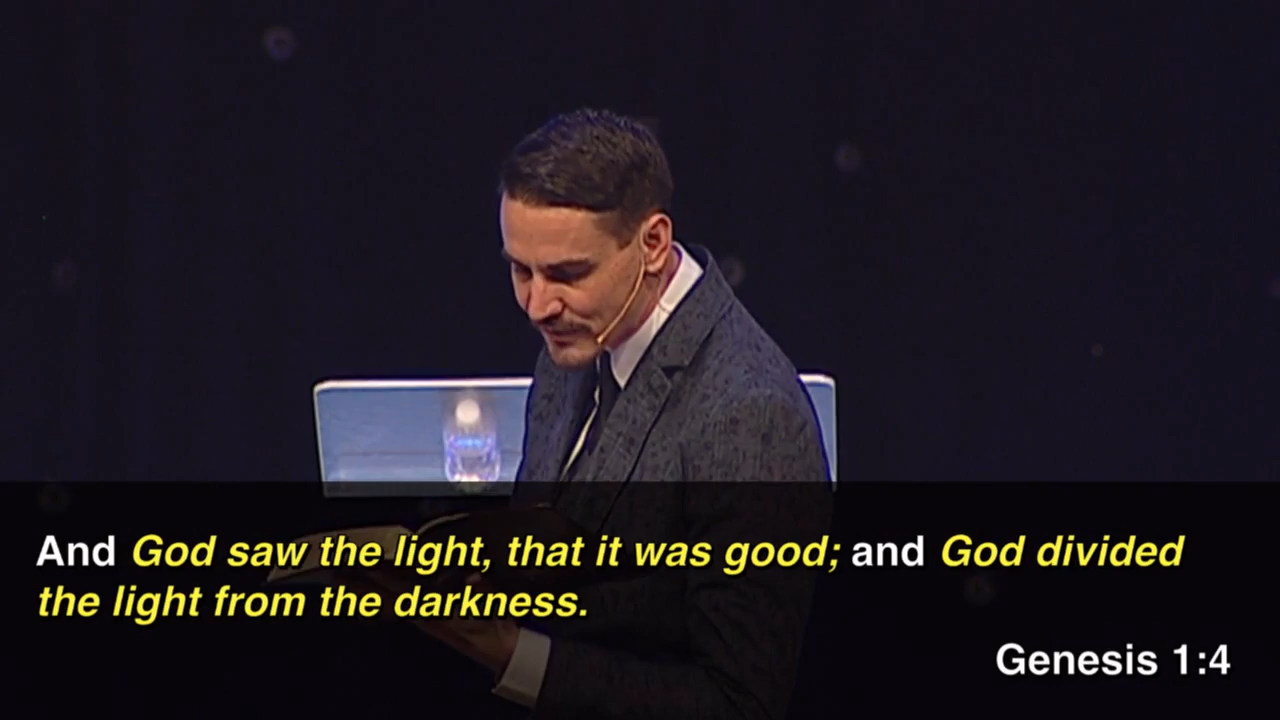 And God saw the light, that it was good; and God divided
the light from the darkness.
Genesis 1:4